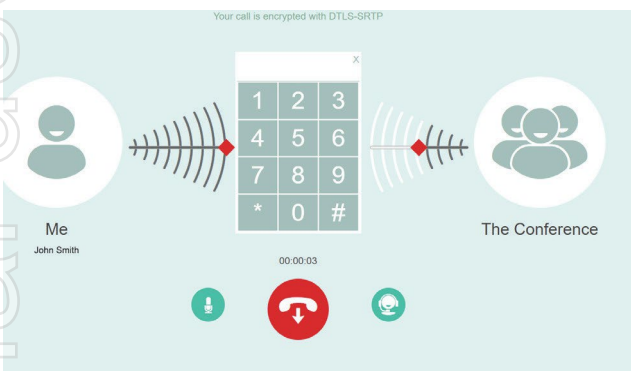 Your call is encrypted with DTLS-SRTP
X
1 2 3
4 5 6
7 8 9
* 0 #
Me
John Smith
The Conference
00:00:03